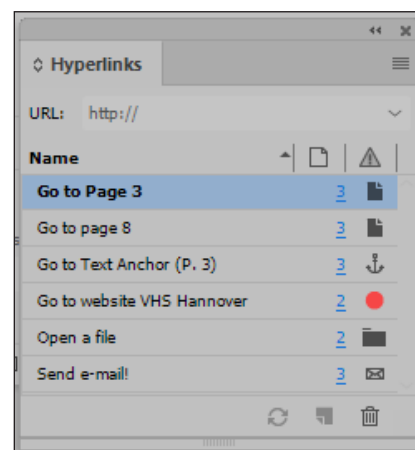 Hyperlinks
URL: http://
Name
Go to Page 3 3
Go to page 8 3
Go to Text Anchor (P. 3) 3
Go to website VHS Hannover 2
Open a file 2
Send e-mail! 3